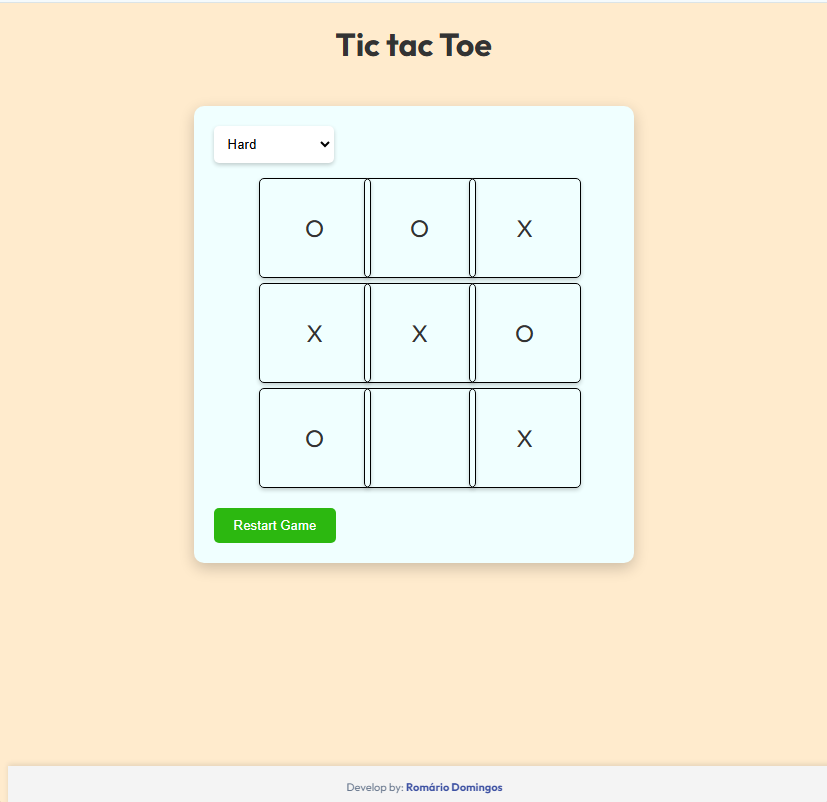 Tic tac Toe
Hard
O O X
X X O
O X
Restart Game
Develop by: Romário Domingos